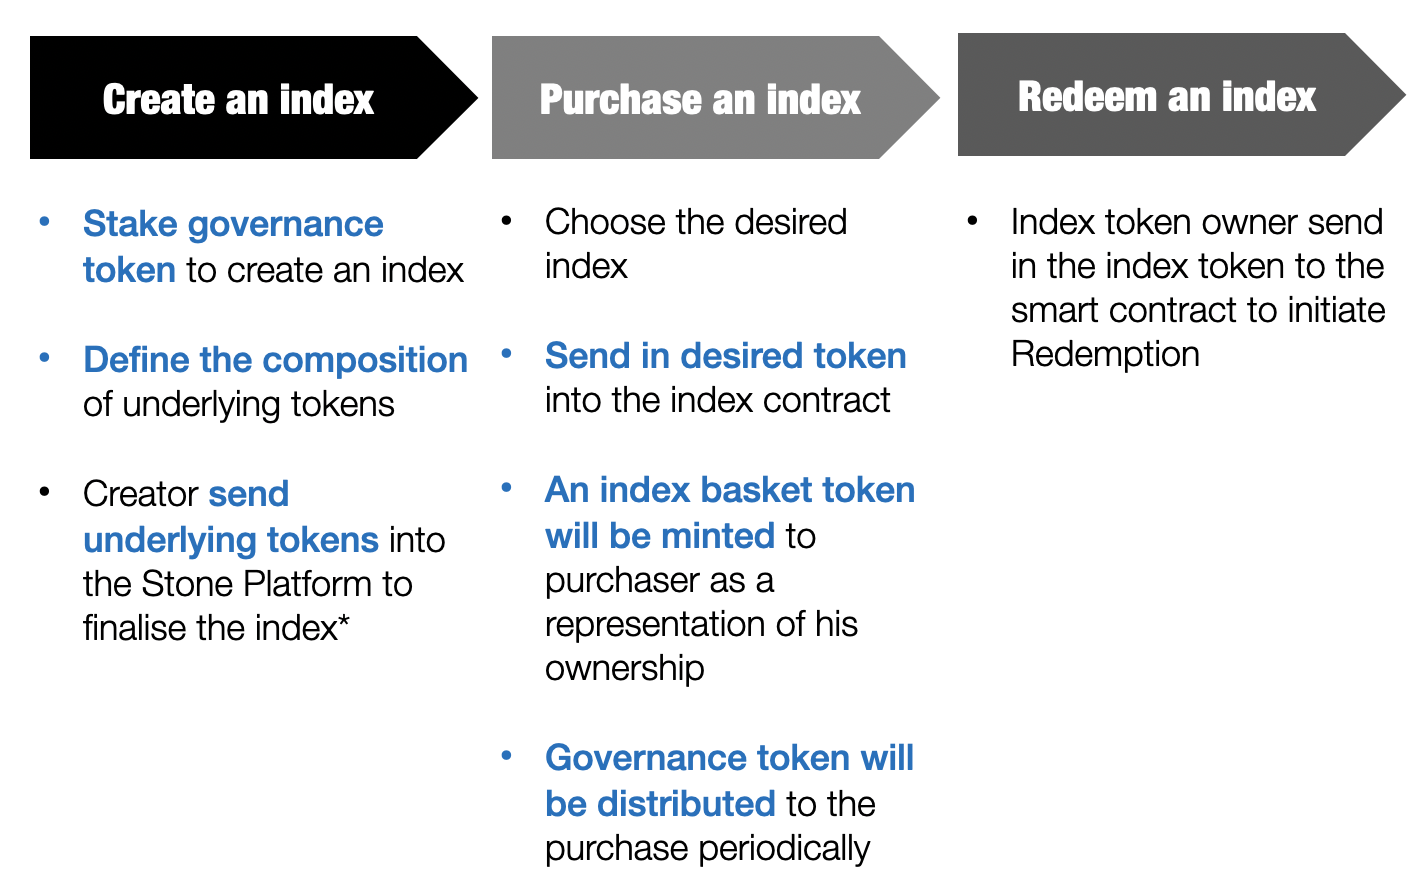 Create an index
Purchase an index
Redeem an index
• Stake governance
token to create an index
• Define the composition
of underlying tokens
• Creator send
underlying tokens into
the Stone Platform to
finalise the index*
• Choose the desired
index
• Send in desired token
into the index contract
• An index basket token
will be minted to
purchaser as a
representation of his
ownership
• Governance token will
be distributed to the
purchase periodically
• Index token owner send
in the index token to the
smart contract to initiate
Redemption